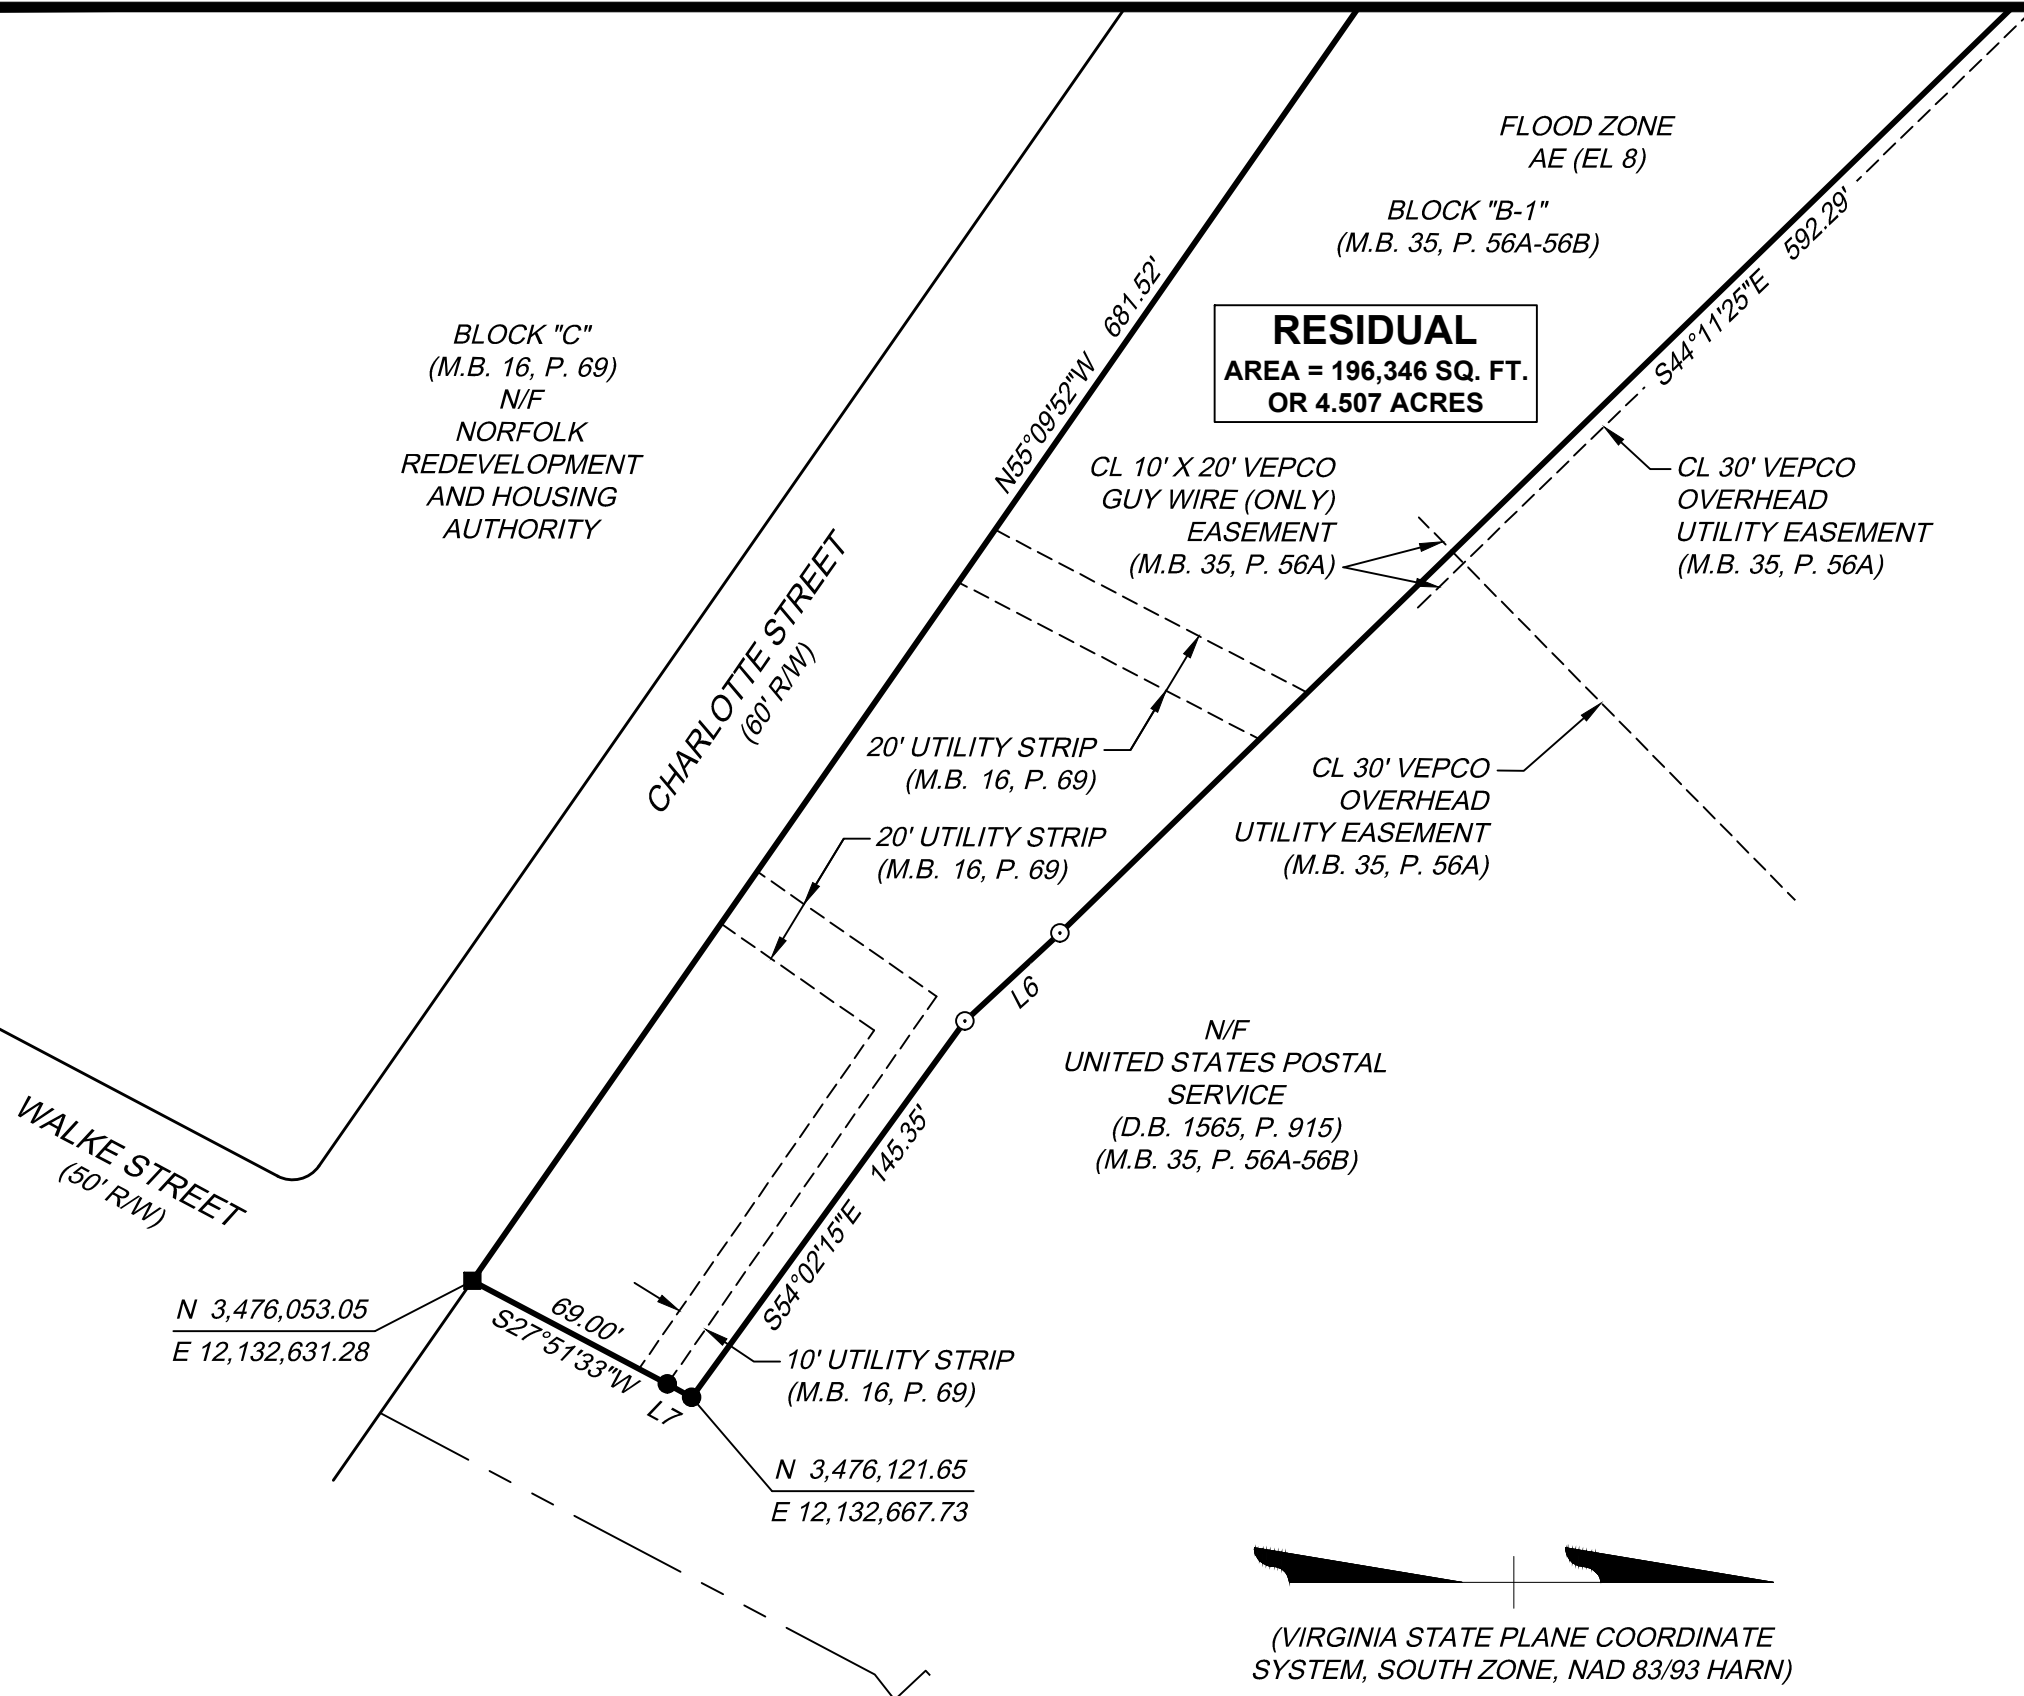 FLOOD ZONE
AE (EL 8)
BLOCK "B-1"
(M.B. 35, P. 56A-56B)
S44°11'25"E 592.29'
N55°09'52"W 681.52'
RESIDUAL
AREA = 196,346 SQ. FT.
OR 4.507 ACRES
BLOCK "C"
(M.B. 16, P. 69)
N/F
NORFOLK
REDEVELOPMENT
AND HOUSING
AUTHORITY
CL 10' X 20' VEPCO
GUY WIRE (ONLY)
EASEMENT
(M.B. 35, P. 56A)
CL 30' VEPCO
OVERHEAD
UTILITY EASEMENT
(M.B. 35, P. 56A)
CHARLOTTE STREET
(60' R/W)
20' UTILITY STRIP
(M.B. 16, P. 69)
CL 30' VEPCO
OVERHEAD
UTILITY EASEMENT
(M.B. 35, P. 56A)
20' UTILITY STRIP
(M.B. 16, P. 69)
L6
N/F
UNITED STATES POSTAL
SERVICE
(D.B. 1565, P. 915)
(M.B. 35, P. 56A-56B)
WALKE STREET
(50' R/W)
S54°02'15"E 145.35'
N 3,476,053.05
E 12,132,631.28
69.00'
S27°51'33"W
L7
10' UTILITY STRIP
(M.B. 16, P. 69)
N 3,476,121.65
E 12,132,667.73
(VIRGINIA STATE PLANE COORDINATE
SYSTEM, SOUTH ZONE, NAD 83/93 HARN)